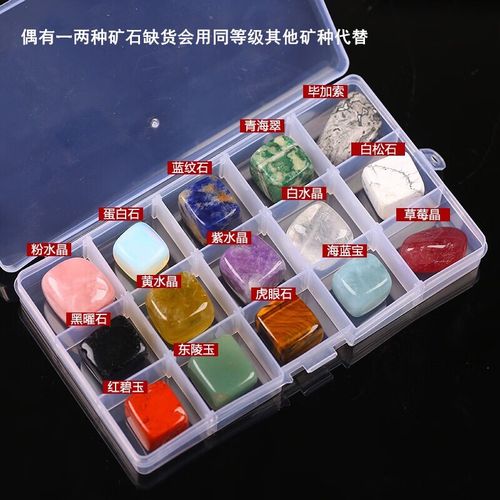 偶有一两种矿石缺货会用同等级其他矿种代替
毕加索
青海翠
白松石
蓝纹石
白水晶
草莓晶
蛋白石
紫水晶
海蓝宝
粉水晶
黄水晶
虎眼石
黑曜石
东陵玉
红碧玉